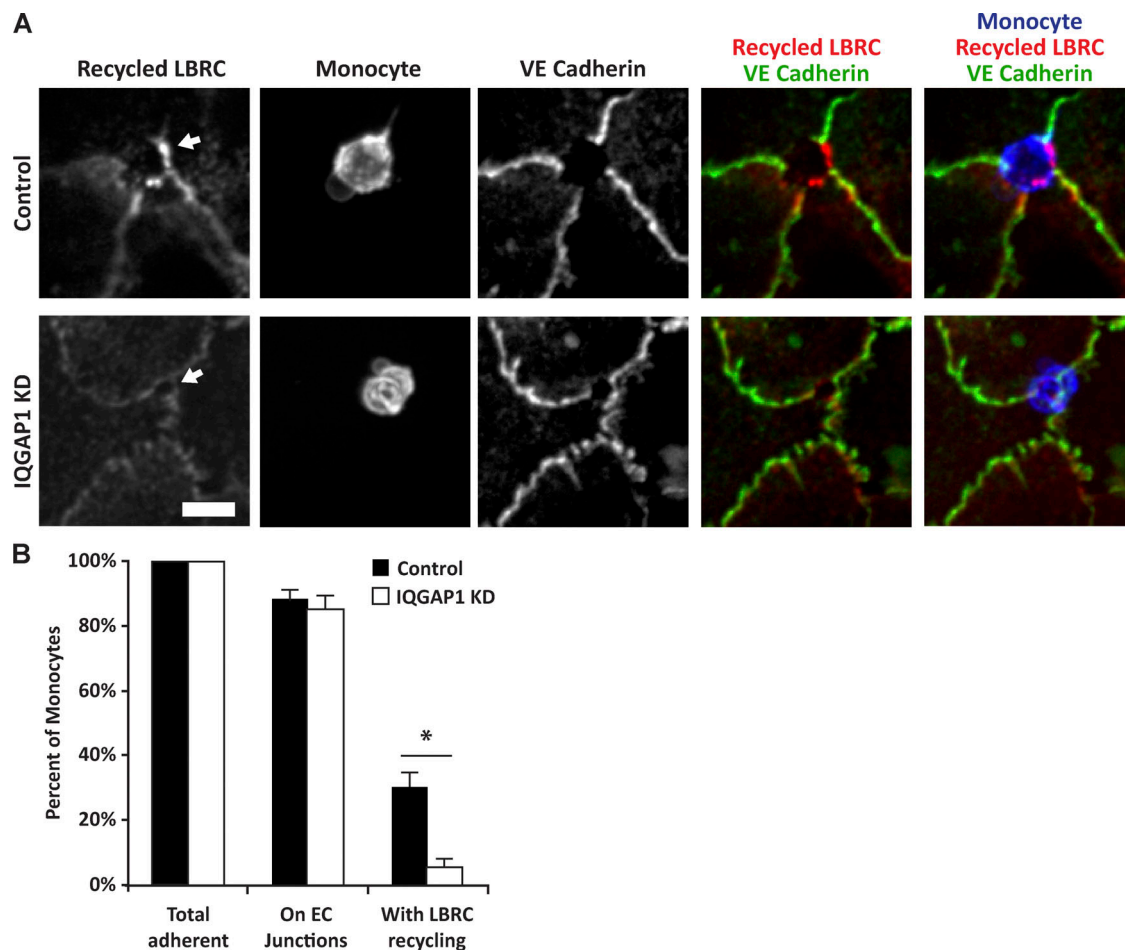 A
Recycled LBRC
Monocyte
VE Cadherin
Recycled LBRC
VE Cadherin
Monocyte
Recycled LBRC
VE Cadherin
Control
IQGAP1 KD
B
100%
80%
60%
40%
20%
0%
Percent of Monocytes
Control
IQGAP1 KD
*
Total
adherent
On EC
Junctions
With LBRC
recycling